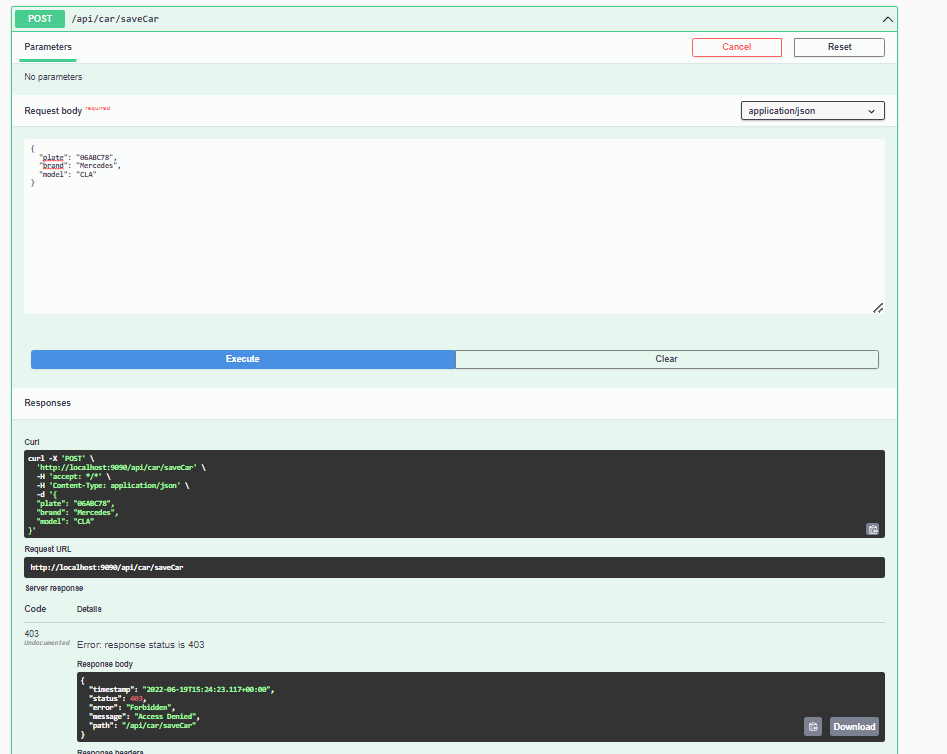 POST /api/car/saveCar
Parameters
Cancel
Reset
No parameters
Request body required
application/json
{
"plate": "06ABC78",
"brand": "Mercedes",
"model": "CLA"
}
Execute
Clear
Responses
Curl
curl -X 'POST' \
'http://localhost:9090/api/car/saveCar' \
-H 'accept: */*' \
-H 'Content-Type: application/json' \
-d '{
"plate": "06ABC78",
"brand": "Mercedes",
"model": "CLA"
}'
Request URL
http://localhost:9090/api/car/saveCar
Server response
Code Details
403
Undocumented
Error: response status is 403
Response body
{
"timestamp": "2022-06-19T15:24:23.117+00:00",
"status": 403,
"error": "Forbidden",
"message": "Access Denied",
"path": "/api/car/saveCar"
}
Download
Response headers